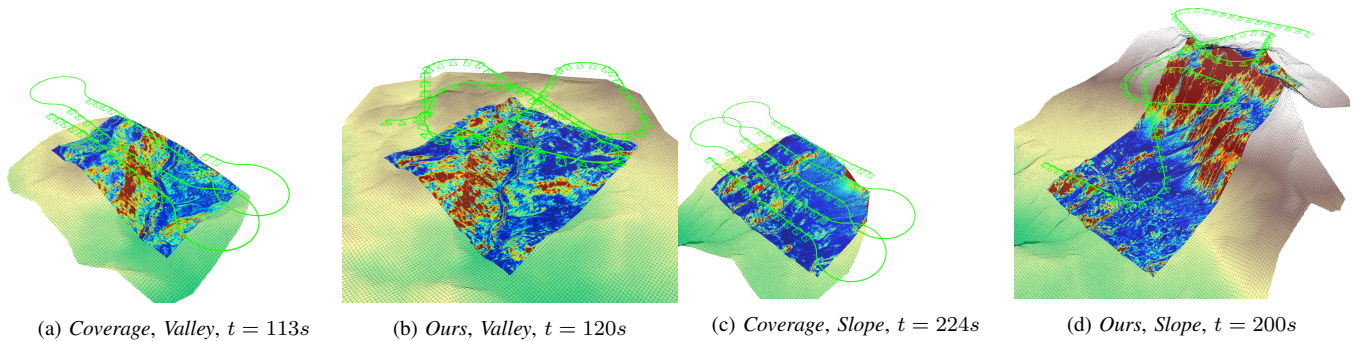 (a) Coverage, Valley, t = 113s
(b) Ours, Valley, t = 120s
(c) Coverage, Slope, t = 224s
(d) Ours, Slope, t = 200s